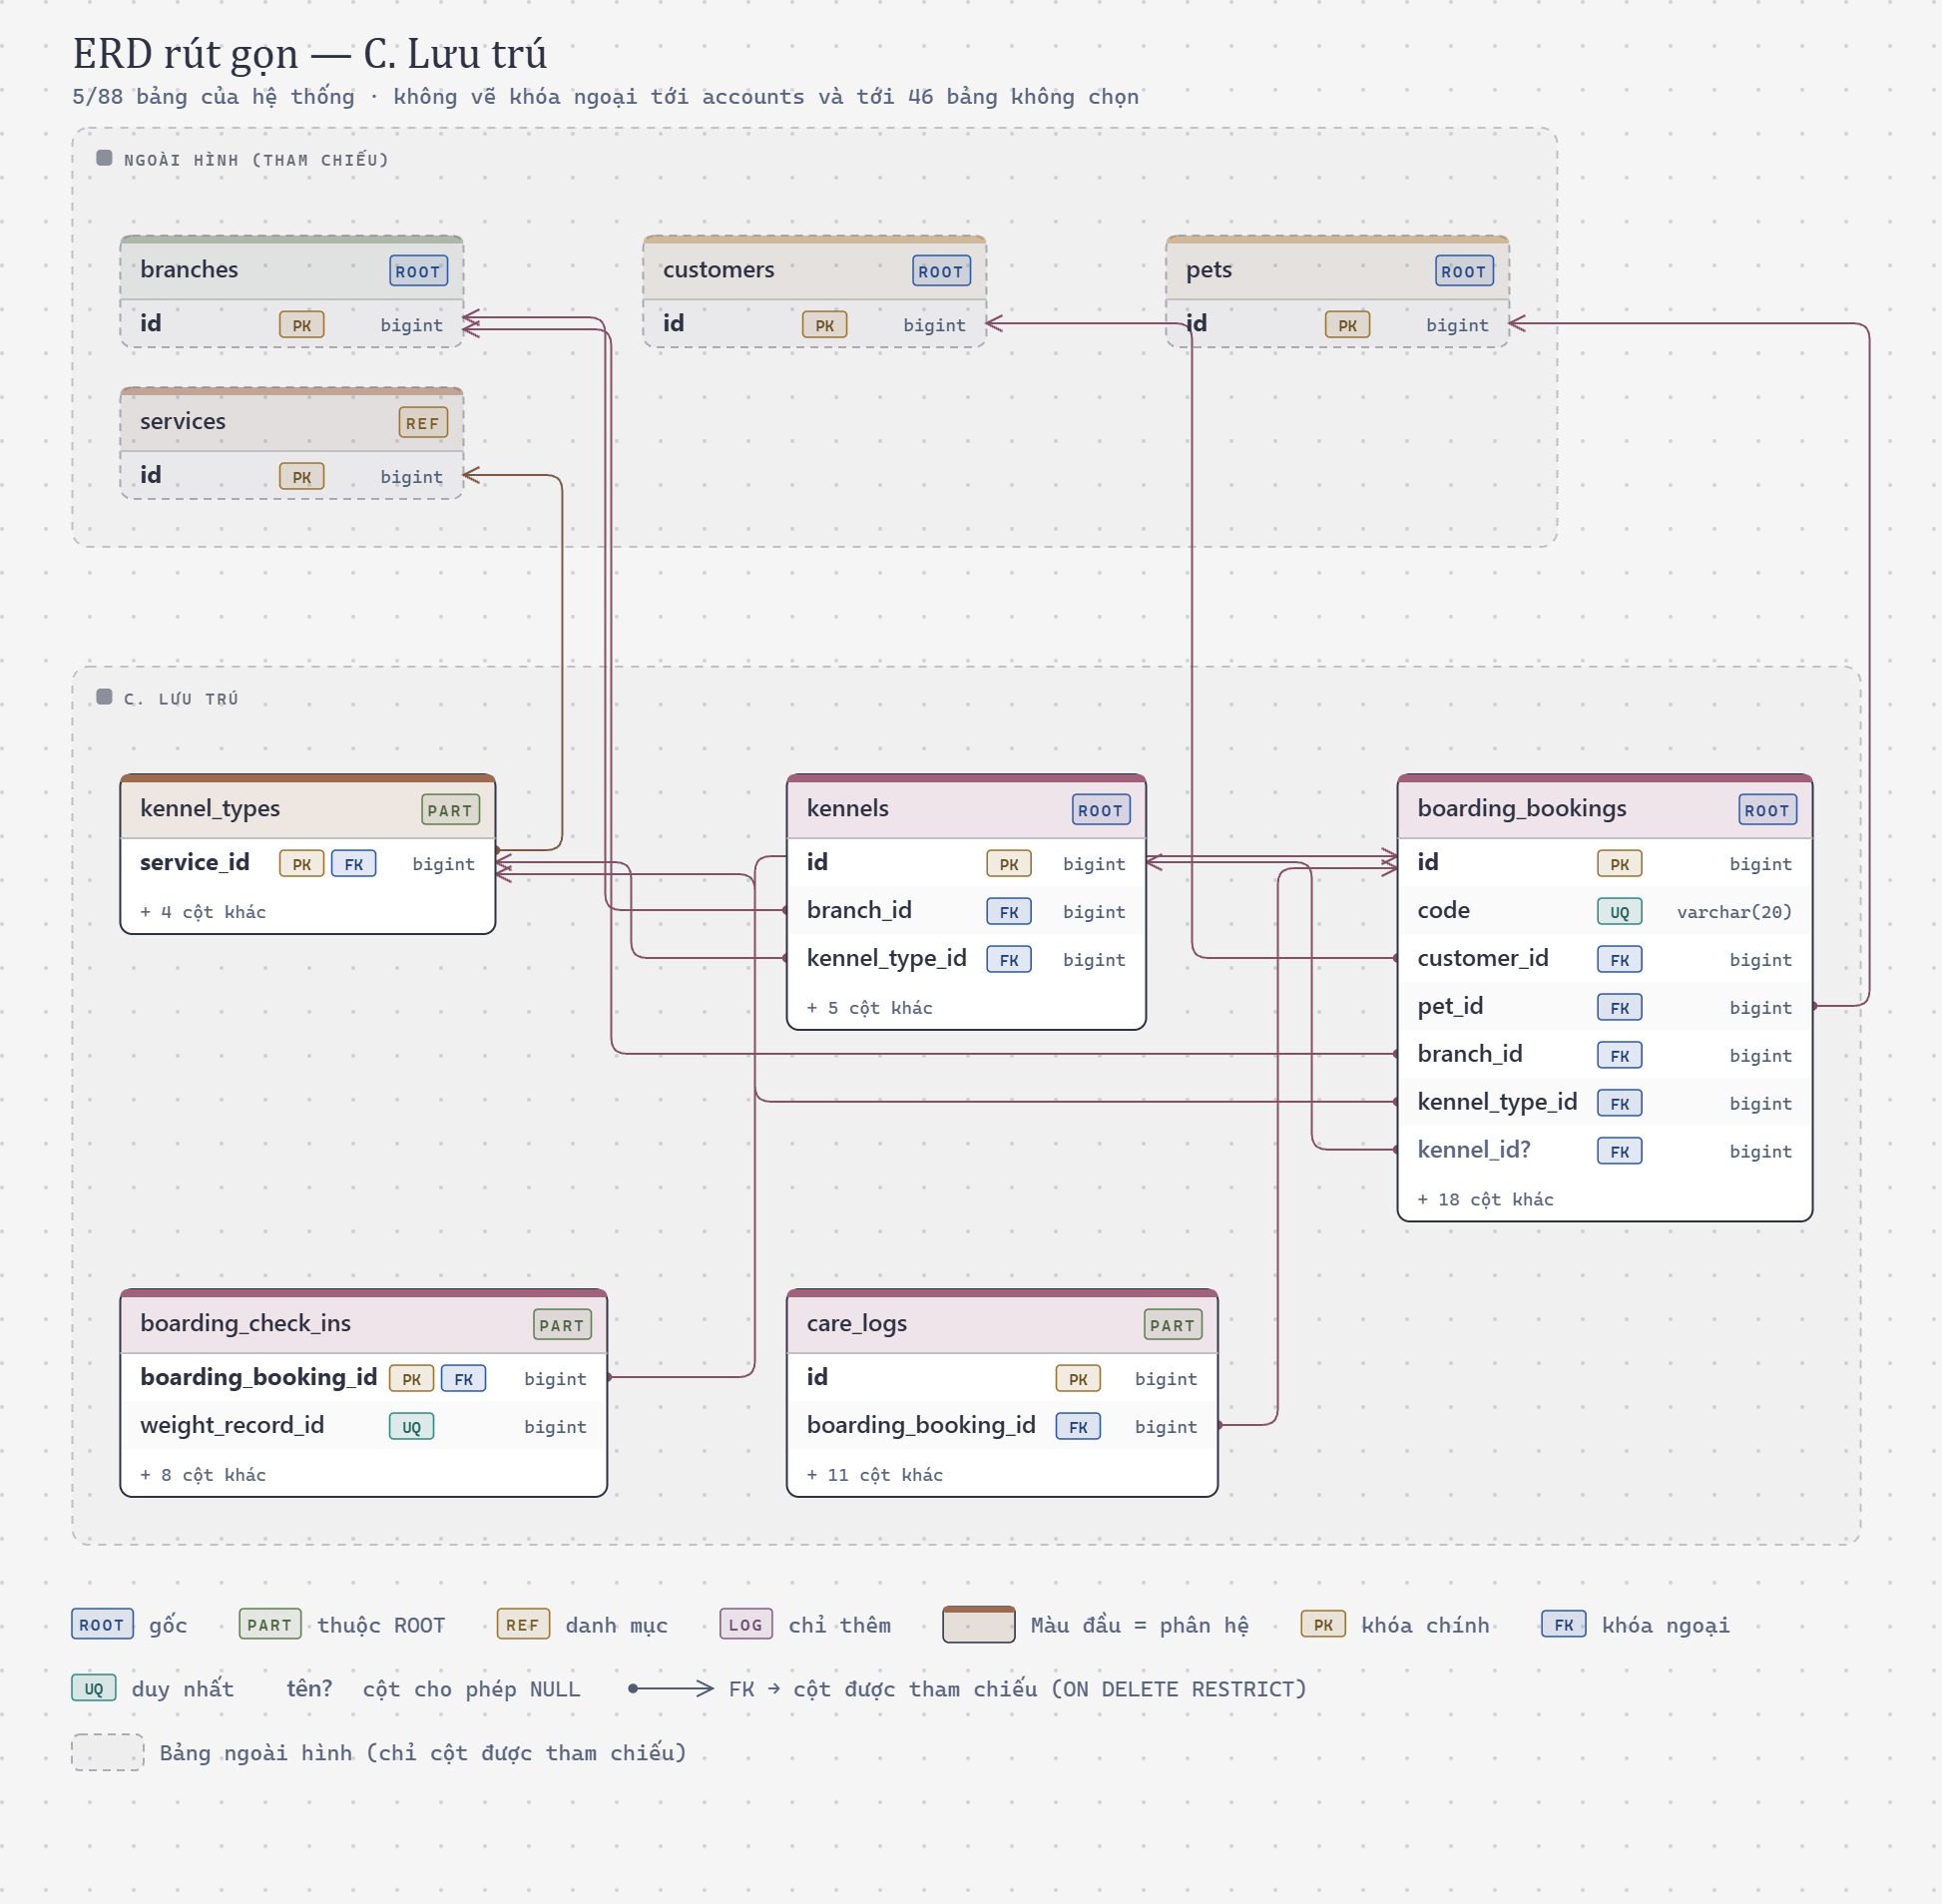 ERD rút gọn — C. Lưu trú
5/88 bảng của hệ thống · không vẽ khóa ngoại tới accounts và tới 46 bảng không chọn
NGOÀI HÌNH (THAM CHIẾU)
branches ROOT
id PK bigint
customers ROOT
id PK bigint
pets ROOT
id PK bigint
services REF
id PK bigint
C. LƯU TRÚ
kennel_types PART
service_id PK FK bigint
+ 4 cột khác
kennels ROOT
id PK bigint
branch_id FK bigint
kennel_type_id FK bigint
+ 5 cột khác
boarding_bookings ROOT
id PK bigint
code UQ varchar(20)
customer_id FK bigint
pet_id FK bigint
branch_id FK bigint
kennel_type_id FK bigint
kennel_id? FK bigint
+ 18 cột khác
boarding_check_ins PART
boarding_booking_id PK FK bigint
weight_record_id UQ bigint
+ 8 cột khác
care_logs PART
id PK bigint
boarding_booking_id FK bigint
+ 11 cột khác
ROOT gốc PART thuộc ROOT REF danh mục LOG chỉ thêm Màu đầu = phân hệ PK khóa chính FK khóa ngoại
UQ duy nhất tên? cột cho phép NULL FK → cột được tham chiếu (ON DELETE RESTRICT)
Bảng ngoài hình (chỉ cột được tham chiếu)